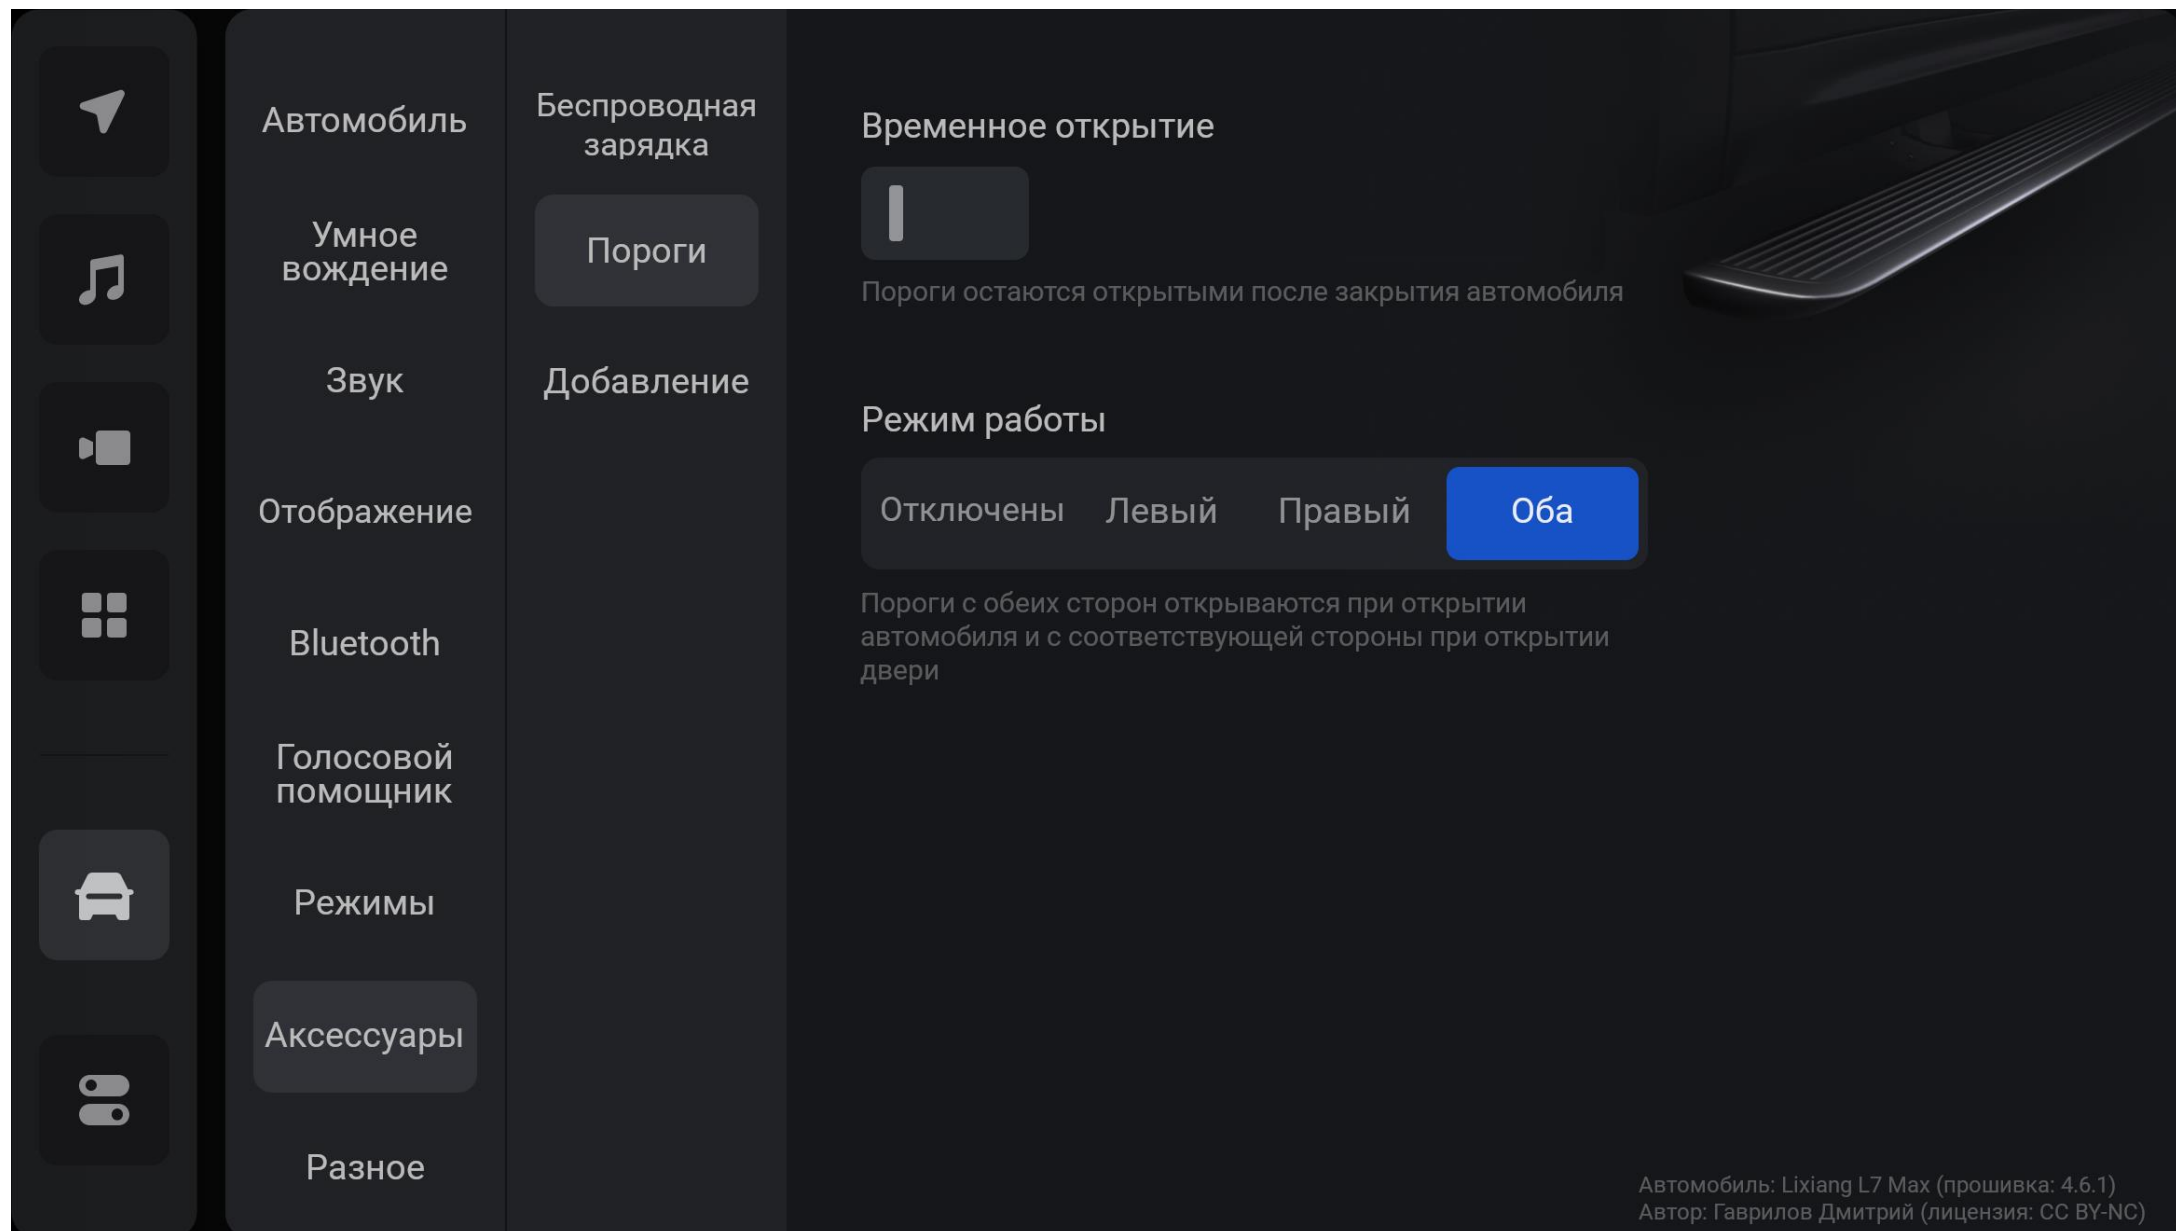 Автомобиль
Умное
вождение
Звук
Отображение
Bluetooth
Голосовой
помощник
Режимы
Аксессуары
Разное
Беспроводная
зарядка
Пороги
Добавление
Временное открытие
Пороги остаются открытыми после закрытия автомобиля
Режим работы
Отключены Левый Правый Оба
Пороги с обеих сторон открываются при открытии
автомобиля и с соответствующей стороны при открытии
двери
Автомобиль: Lixiang L7 Max (прошивка: 4.6.1)
Автор: Гаврилов Дмитрий (лицензия: CC BY-NC)